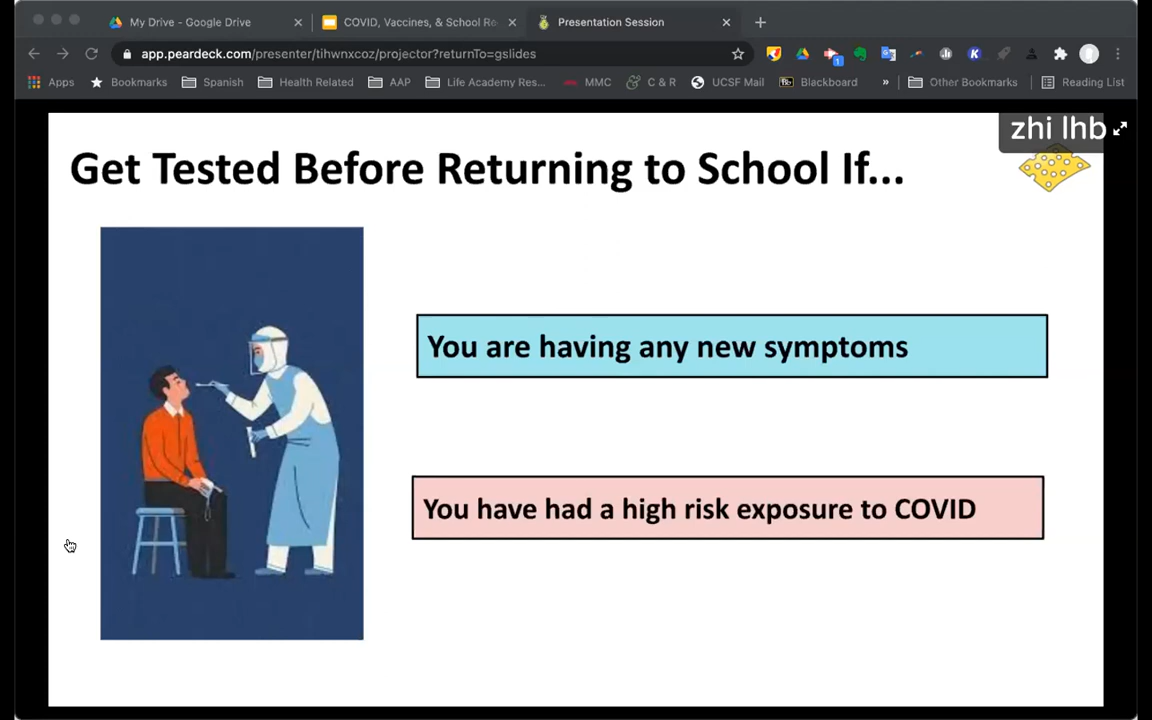 My Drive - Google Drive
COVID, Vaccines, & School Re
Presentation Session
app.peardeck.com/presenter/tihwnxcoz/projector?returnTo=gslides
1
K
Apps
Bookmarks
Spanish
Health Related
AAP
Life Academy Res...
MMC
C & R
UCSF Mail
Blackboard
»
Other Bookmarks
Reading List
zhi lhb
Get Tested Before Returning to School If...
You are having any new symptoms
You have had a high risk exposure to COVID